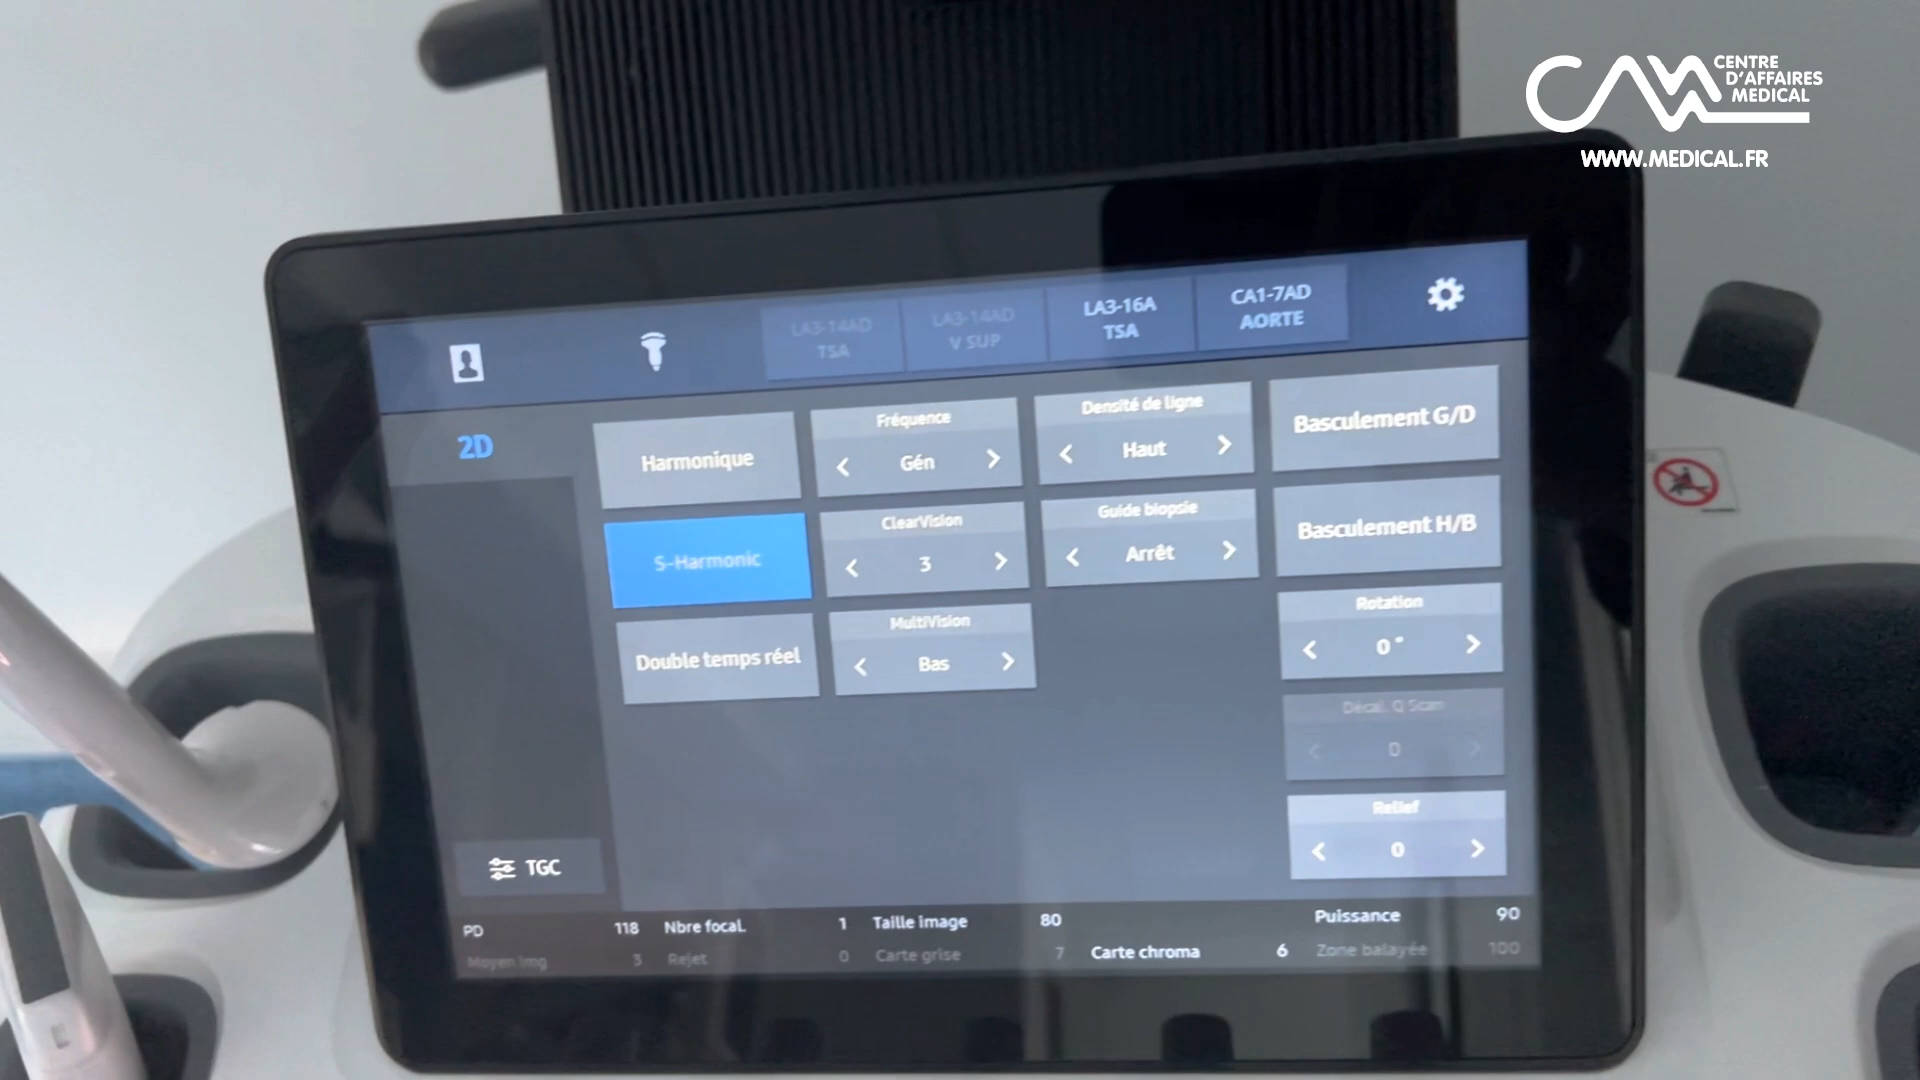 CENTRE
D'AFFAIRES
MEDICAL
WWW.MEDICAL.FR
LA3-14AD
TSA
LA3-14AD
V SUP
LA3-16A
TSA
CA1-7AD
AORTE
2D
Harmonique
Fréquence
Gén
Densité de ligne
Haut
Basculement G/D
S-Harmonic
ClearVision
3
Guide biopsie
Arrêt
Basculement H/B
Double temps réel
MultiVision
Bas
Rotation
0°
Décal. Q Scan
0
Relief
0
TGC
PD 118 Nbre focal. 1 Taille image 80 Puissance 90
Moyen img 3 Rejet 0 Carte grise 7 Carte chroma 6 Zone balayée 100